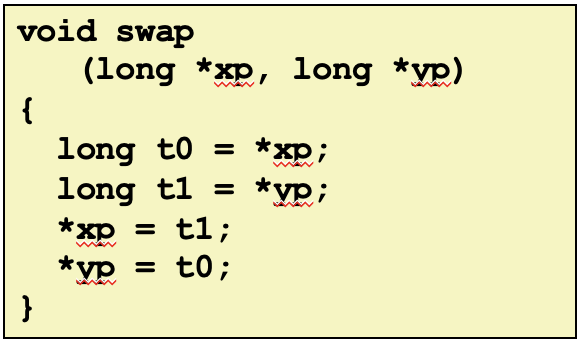 void swap
(long *xp, long *yp)
{
long t0 = *xp;
long t1 = *yp;
*xp = t1;
*yp = t0;
}